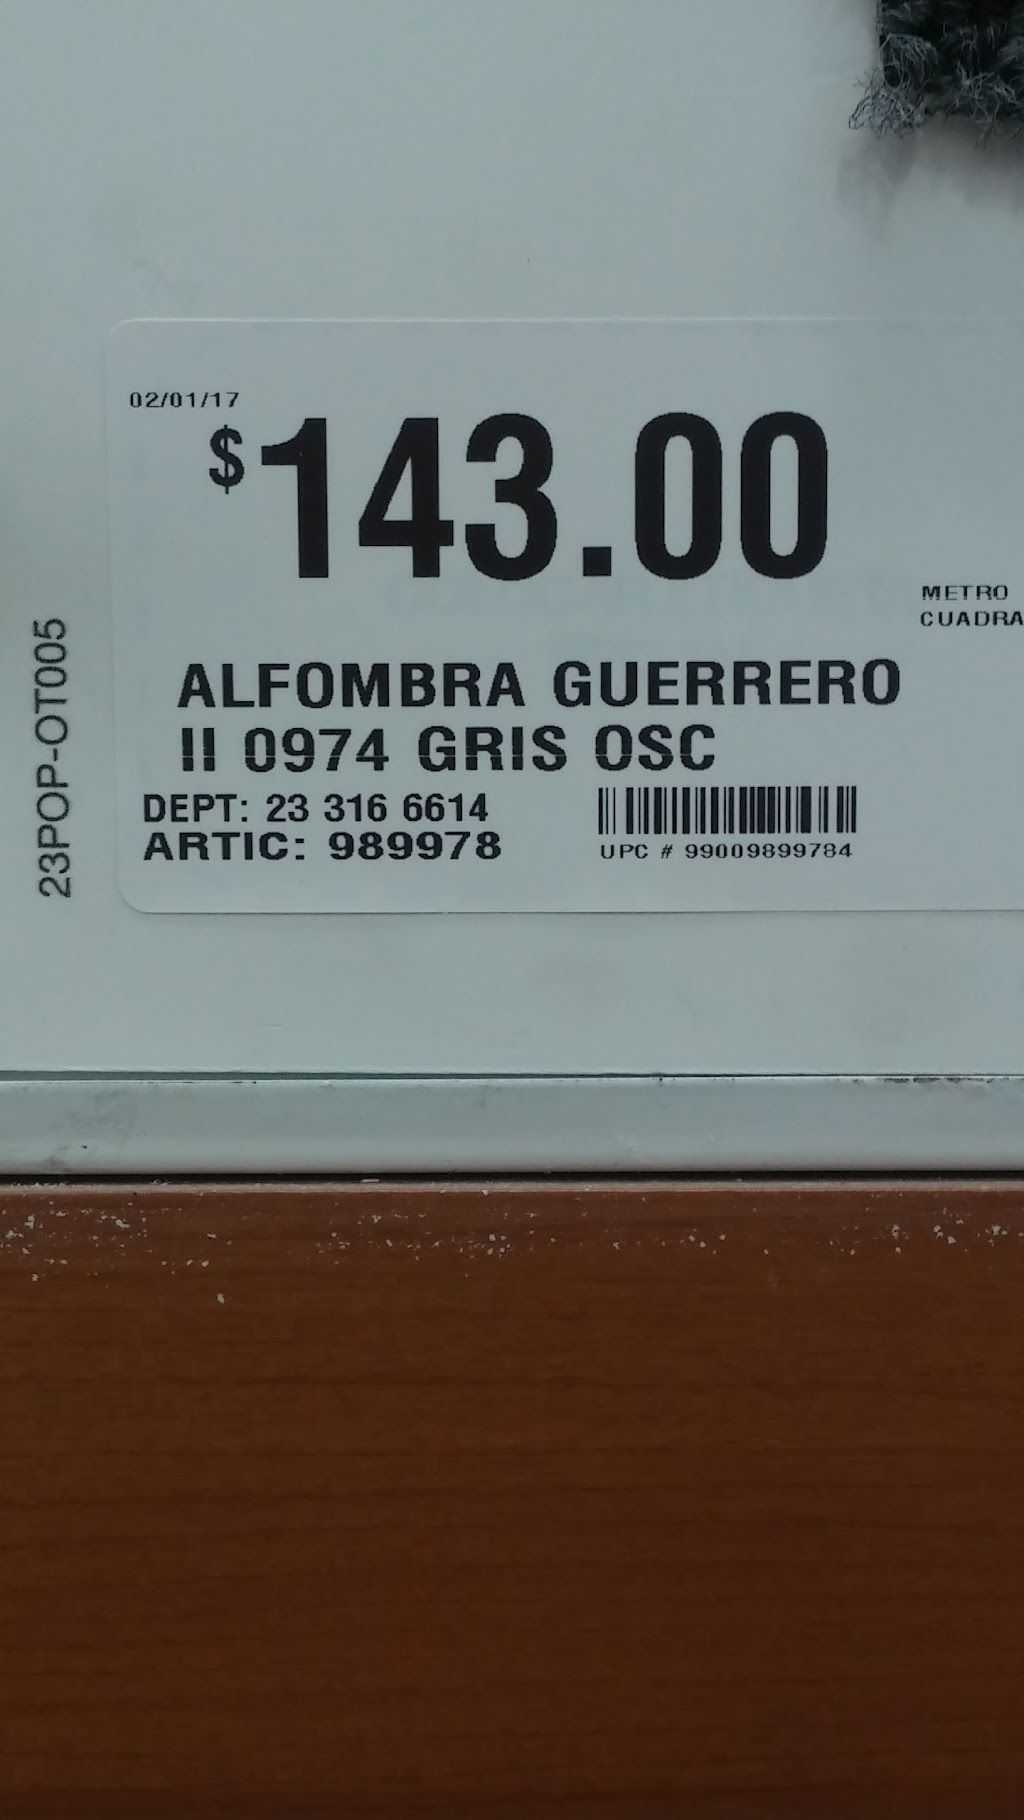 02/01/17
$143.00
METRO
CUADRA
ALFOMBRA GUERRERO
II 0974 GRIS OSC
DEPT: 23 316 6614
ARTIC: 989978
UPC # 99009899784
23POP-OT005